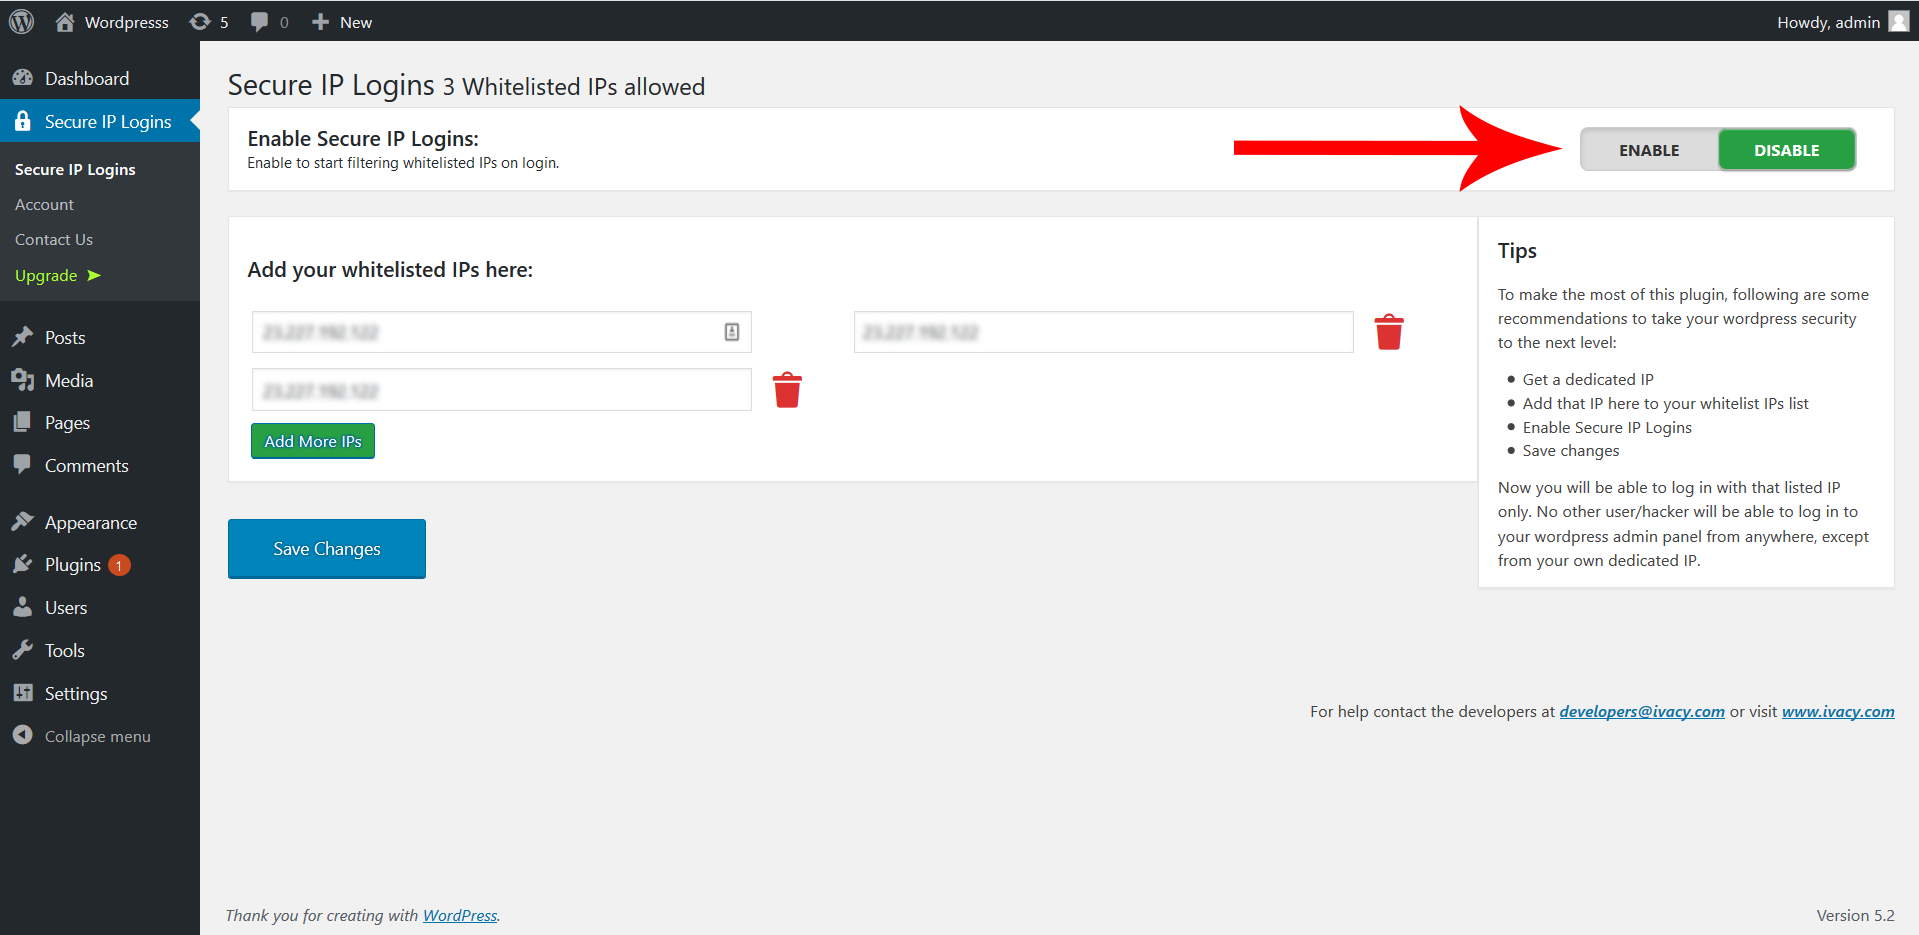 Wordpresss 5 0 New
Howdy, admin
Dashboard
Secure IP Logins
Secure IP Logins
Account
Contact Us
Upgrade
Posts
Media
Pages
Comments
Appearance
Plugins 1
Users
Tools
Settings
Collapse menu
Secure IP Logins 3 Whitelisted IPs allowed
Enable Secure IP Logins:
Enable to start filtering whitelisted IPs on login.
ENABLE DISABLE
Add your whitelisted IPs here:
Add More IPs
Save Changes
Tips
To make the most of this plugin, following are some
recommendations to take your wordpress security
to the next level:
Get a dedicated IP
Add that IP here to your whitelist IPs list
Enable Secure IP Logins
Save changes
Now you will be able to log in with that listed IP
only. No other user/hacker will be able to log in to
your wordpress admin panel from anywhere, except
from your own dedicated IP.
For help contact the developers at developers@ivacy.com or visit www.ivacy.com
Thank you for creating with WordPress.
Version 5.2